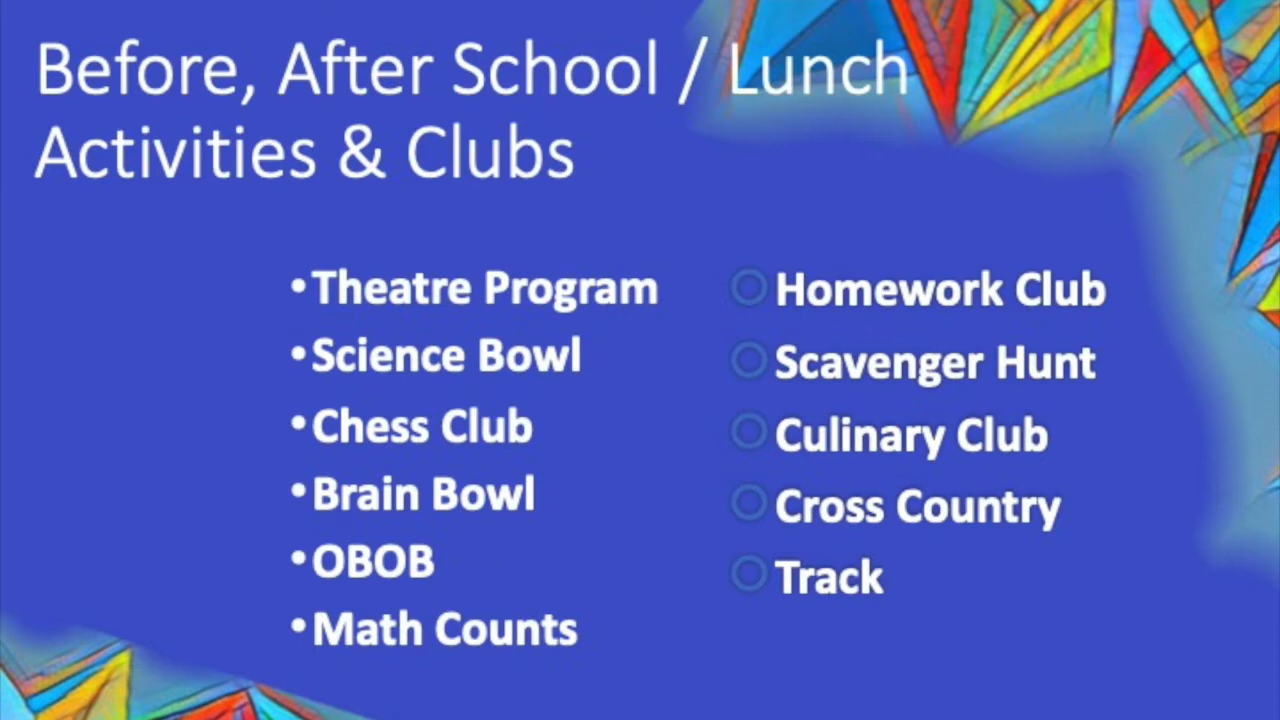 Before, After School / Lunch
Activities & Clubs
•Theatre Program
•Science Bowl
•Chess Club
•Brain Bowl
•OBOB
•Math Counts
Homework Club
Scavenger Hunt
Culinary Club
Cross Country
Track